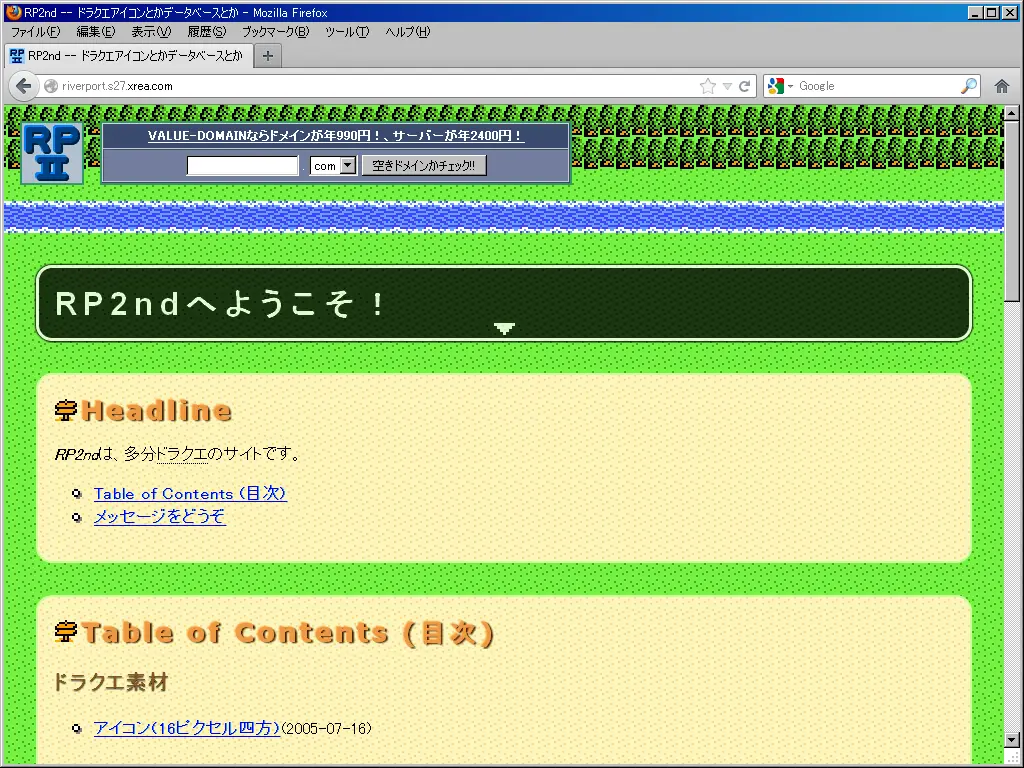 RP2nd -- ドラクエアイコンとかデータベースとか - Mozilla Firefox
ファイル(F) 編集(E) 表示(V) 履歴(S) ブックマーク(B) ツール(T) ヘルプ(H)
RP2nd -- ドラクエアイコンとかデータベースとか
riverport.s27.xrea.com
Google
RP
II
VALUE-DOMAINならドメインが年990円！、サーバーが年2400円！
. com 空きドメインかチェック!!
RP2ndへようこそ！
Headline
RP2ndは、多分ドラクエのサイトです。
Table of Contents (目次)
メッセージをどうぞ
Table of Contents (目次)
ドラクエ素材
アイコン(16ピクセル四方)(2005-07-16)